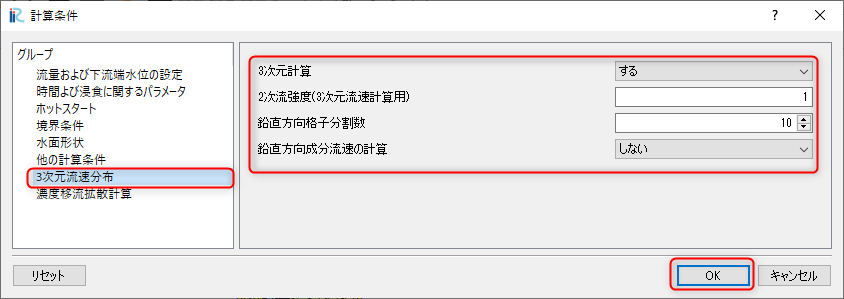 計算条件
グループ
流量および下流端水位の設定
時間よび浸食に関するパラメータ
ホットスタート
境界条件
水面形状
他の計算条件
3次元流速分布
濃度移流拡散計算
3次元計算 する
2次流強度(3次元流速計算用) 1
鉛直方向格子分割数 10
鉛直方向成分流速の計算 しない
リセット OK キャンセル